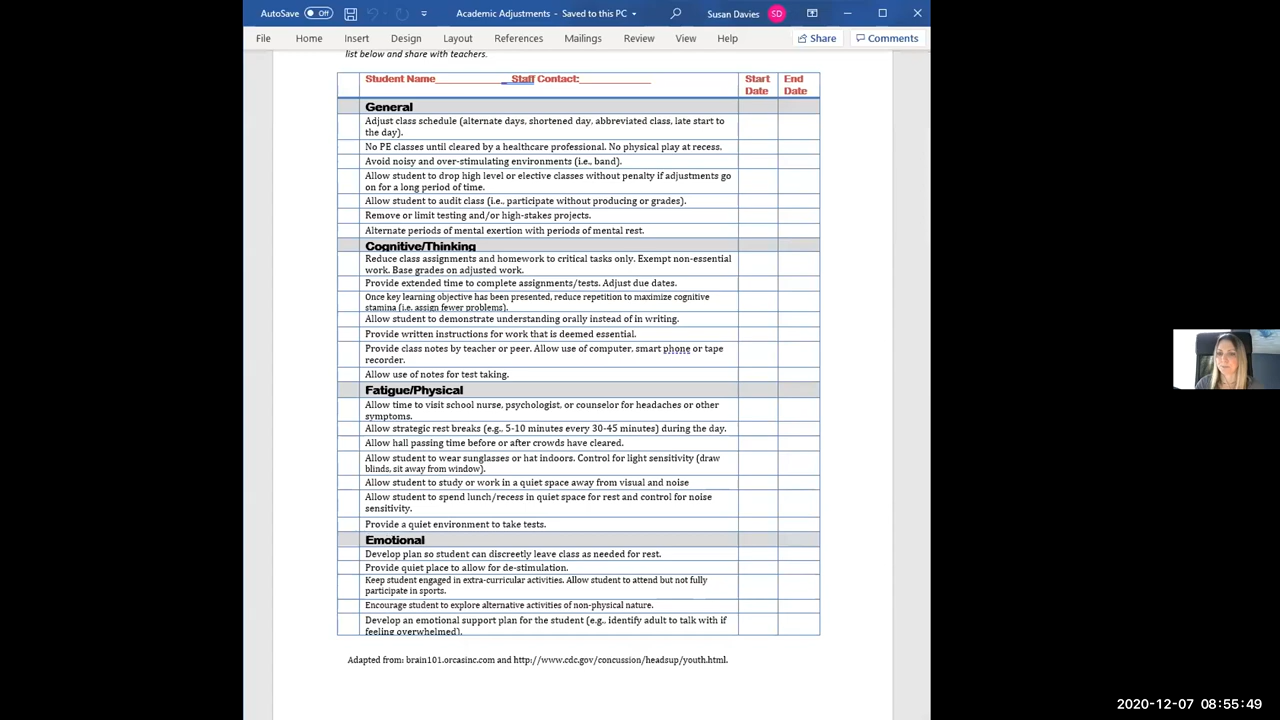 AutoSave Off Academic Adjustments - Saved to this PC Susan Davies SD
File Home Insert Design Layout References Mailings Review View Help Share Comments
list below and share with teachers.
Student Name_______________ Staff Contact:_____________ Start Date End Date
General
Adjust class schedule (alternate days, shortened day, abbreviated class, late start to
the day).
No PE classes until cleared by a healthcare professional. No physical play at recess.
Avoid noisy and over-stimulating environments (i.e., band).
Allow student to drop high level or elective classes without penalty if adjustments go
on for a long period of time.
Allow student to audit class (i.e., participate without producing or grades).
Remove or limit testing and/or high-stakes projects.
Alternate periods of mental exertion with periods of mental rest.
Cognitive/Thinking
Reduce class assignments and homework to critical tasks only. Exempt non-essential
work. Base grades on adjusted work.
Provide extended time to complete assignments/tests. Adjust due dates.
Once key learning objective has been presented, reduce repetition to maximize cognitive
stamina (i.e. assign fewer problems).
Allow student to demonstrate understanding orally instead of in writing.
Provide written instructions for work that is deemed essential.
Provide class notes by teacher or peer. Allow use of computer, smart phone or tape
recorder.
Allow use of notes for test taking.
Fatigue/Physical
Allow time to visit school nurse, psychologist, or counselor for headaches or other
symptoms.
Allow strategic rest breaks (e.g., 5-10 minutes every 30-45 minutes) during the day.
Allow hall passing time before or after crowds have cleared.
Allow student to wear sunglasses or hat indoors. Control for light sensitivity (draw
blinds, sit away from window).
Allow student to study or work in a quiet space away from visual and noise
Allow student to spend lunch/recess in quiet space for rest and control for noise
sensitivity.
Provide a quiet environment to take tests.
Emotional
Develop plan so student can discreetly leave class as needed for rest.
Provide quiet place to allow for de-stimulation.
Keep student engaged in extra-curricular activities. Allow student to attend but not fully
participate in sports.
Encourage student to explore alternative activities of non-physical nature.
Develop an emotional support plan for the student (e.g., identify adult to talk with if
feeling overwhelmed).
Adapted from: brain101.orcasinc.com and http://www.cdc.gov/concussion/headsup/youth.html.
2020-12-07 08:55:49